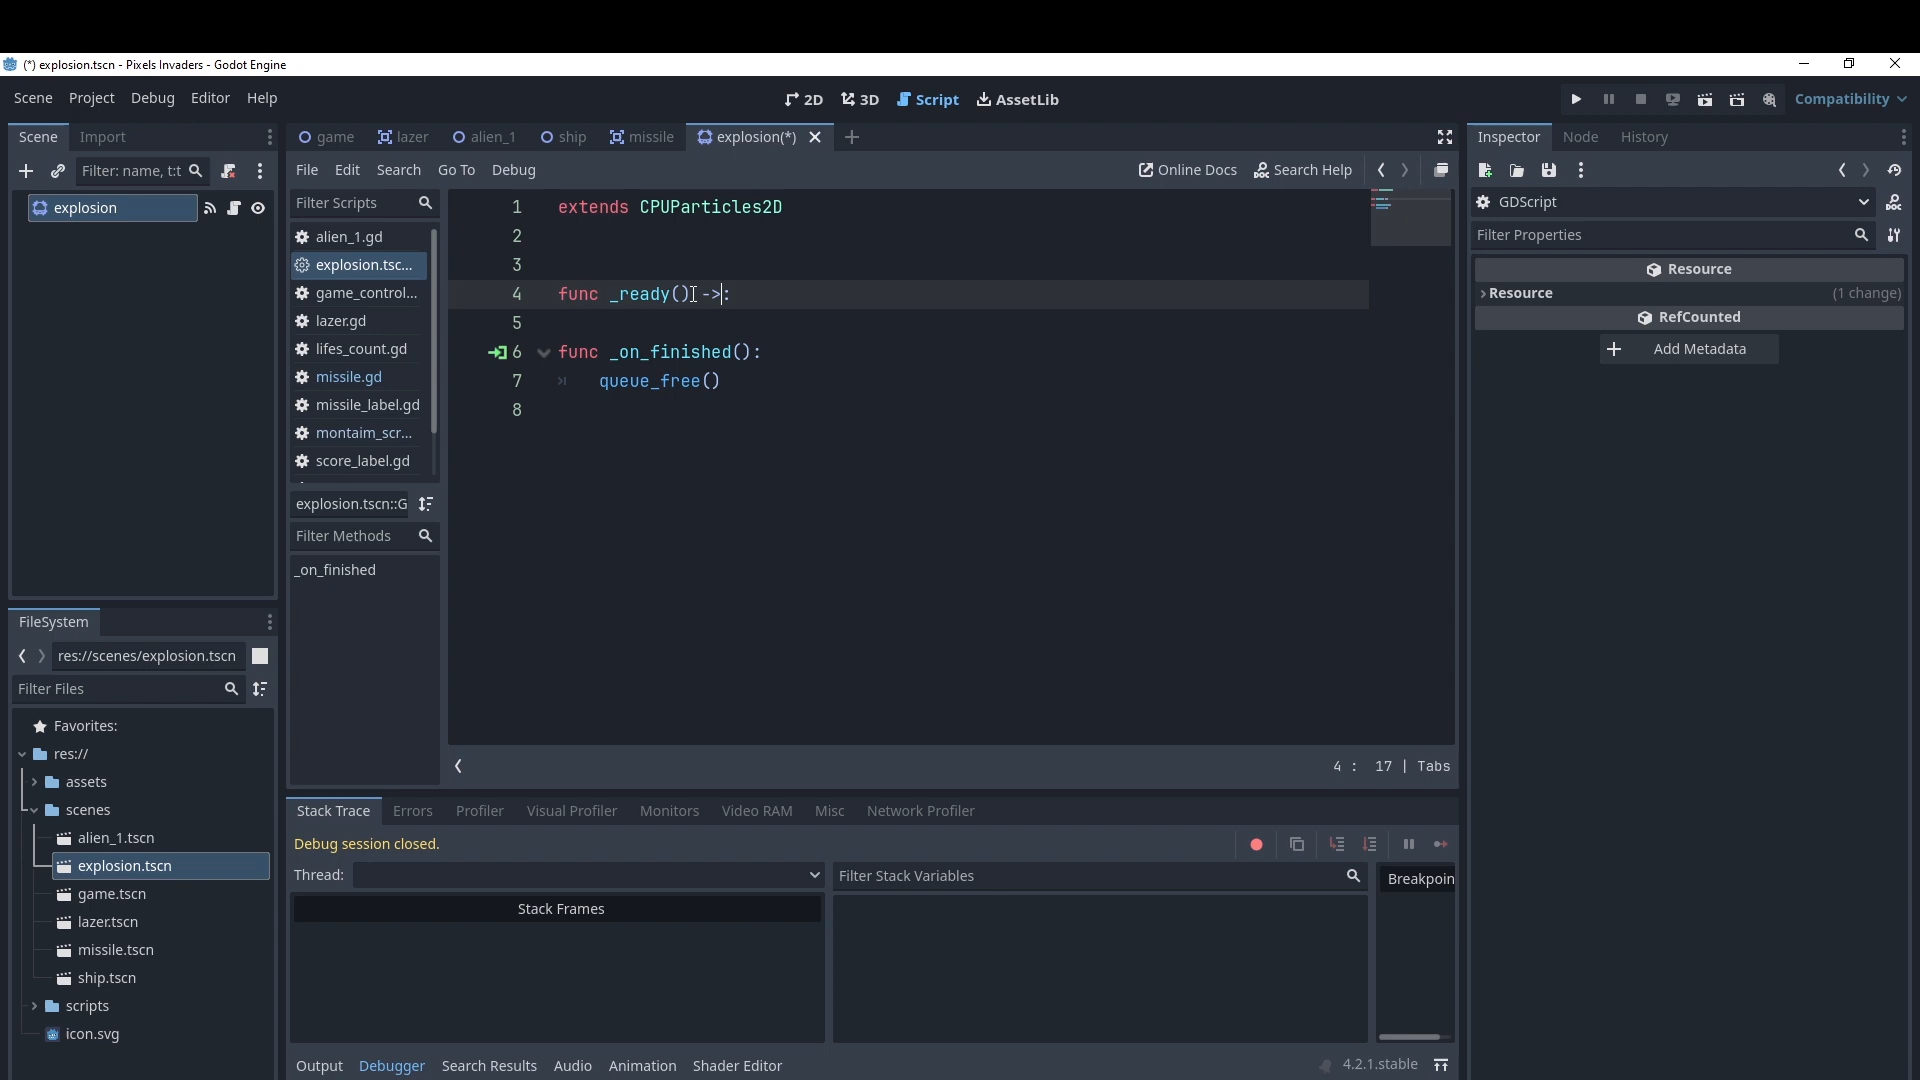 (*) explosion.tscn - Pixels Invaders - Godot Engine
Scene Project Debug Editor Help
2D 3D Script AssetLib
Compatibility
Scene Import
game lazer alien_1 ship missile explosion(*)
Inspector Node History
Filter: name, t:t
File Edit Search Go To Debug
Online Docs Search Help
explosion
Filter Scripts
alien_1.gd
explosion.tsc...
game_control...
lazer.gd
lifes_count.gd
missile.gd
missile_label.gd
montaim_scr...
score_label.gd
explosion.tscn::G
Filter Methods
_on_finished
1 extends CPUParticles2D
2
3
4 func _ready() ->:
5
6 func _on_finished():
7 queue_free()
8
4 : 17 | Tabs
GDScript
Filter Properties
Resource
Resource (1 change)
RefCounted
Add Metadata
FileSystem
res://scenes/explosion.tscn
Filter Files
Favorites:
res://
assets
scenes
alien_1.tscn
explosion.tscn
game.tscn
lazer.tscn
missile.tscn
ship.tscn
scripts
icon.svg
Stack Trace Errors Profiler Visual Profiler Monitors Video RAM Misc Network Profiler
Debug session closed.
Thread:
Filter Stack Variables
Breakpoin
Stack Frames
Output Debugger Search Results Audio Animation Shader Editor
4.2.1.stable